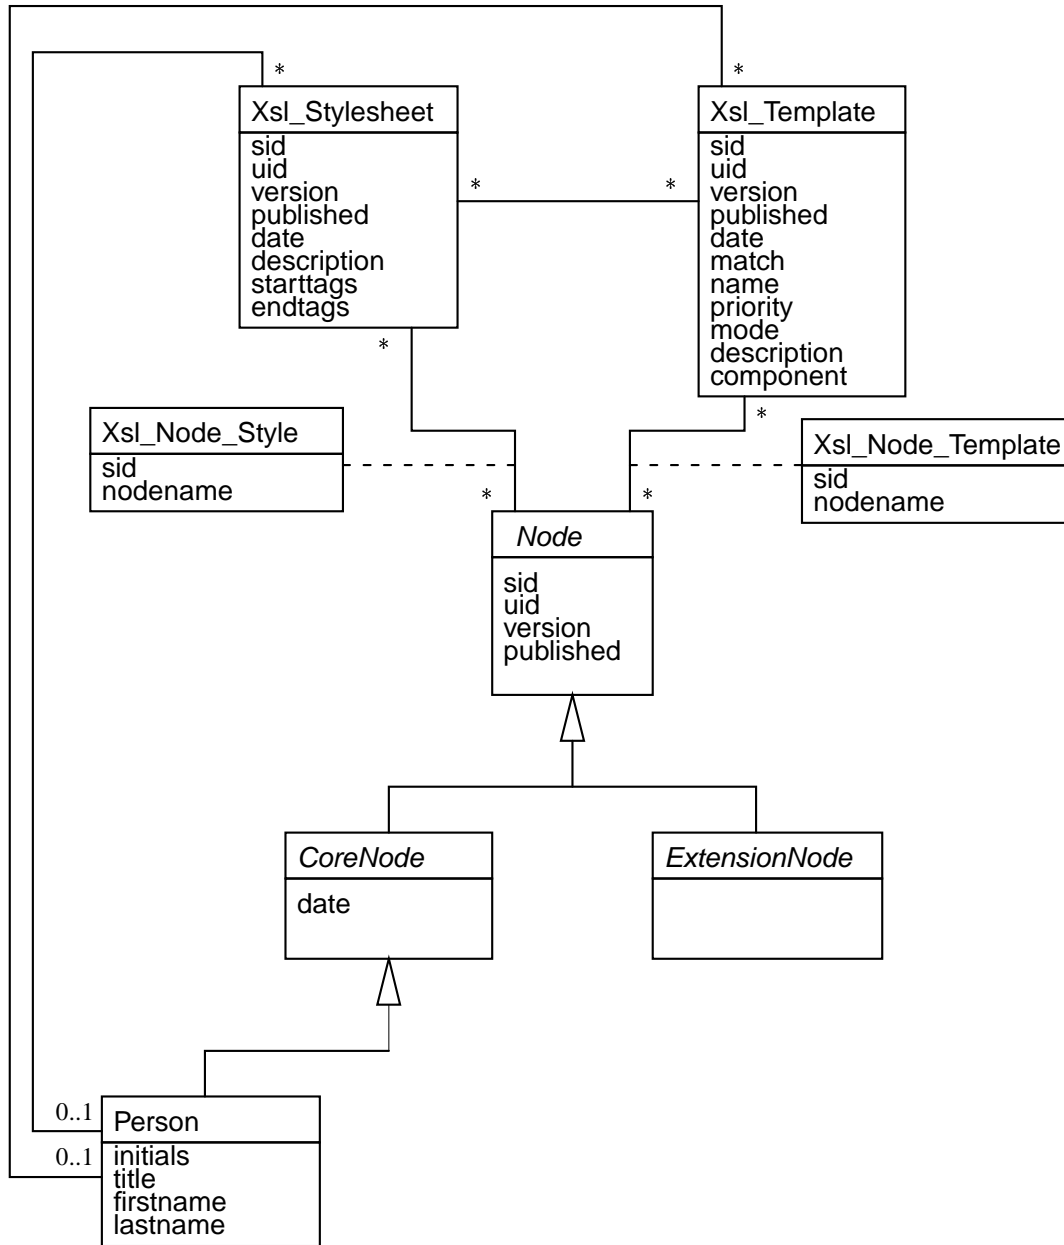 *
*
Xsl_Stylesheet
sid
uid
version
published
date
description
starttags
endtags
Xsl_Template
sid
uid
version
published
date
match
name
priority
mode
description
component
*
*
*
*
Xsl_Node_Style
sid
nodename
Xsl_Node_Template
sid
nodename
*
*
Node
sid
uid
version
published
CoreNode
date
ExtensionNode
0..1
0..1
Person
initials
title
firstname
lastname